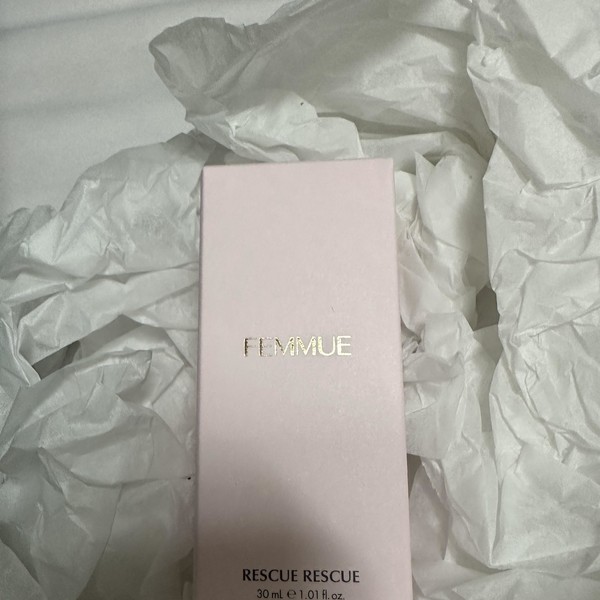 FEMMUE
RESCUE RESCUE
30 mL ℮ 1.01 fl. oz.